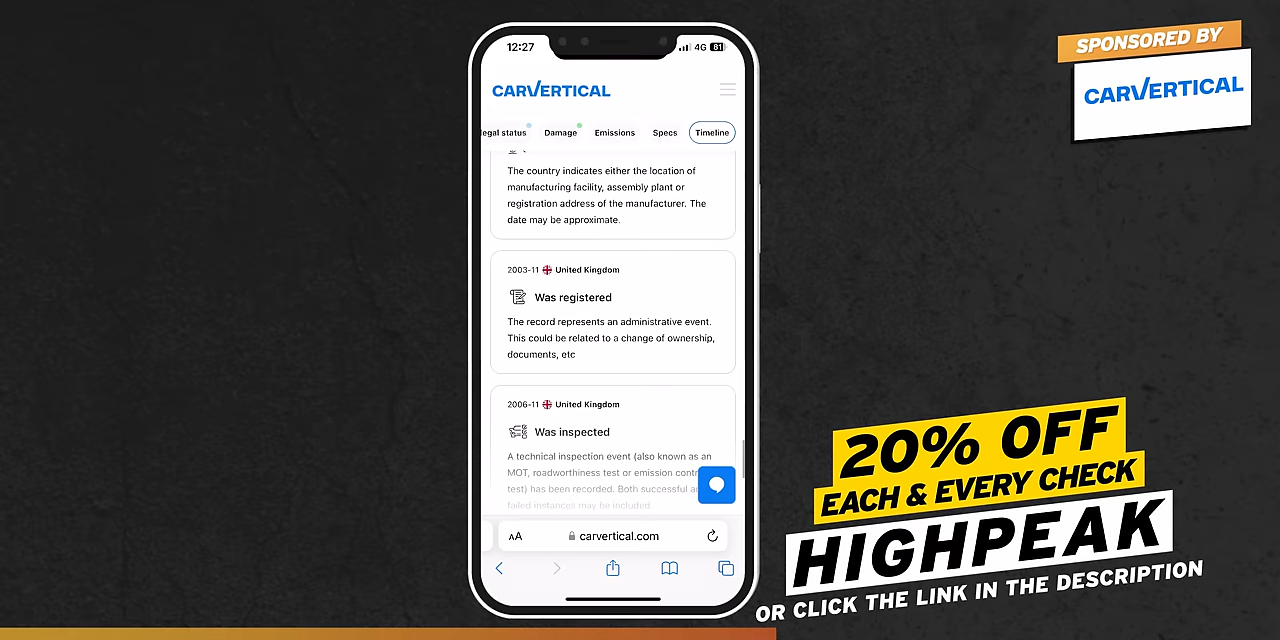 12:27
4G 61
CARVERTICAL
legal status Damage Emissions Specs Timeline
The country indicates either the location of
manufacturing facility, assembly plant or
registration address of the manufacturer. The
date may be approximate.
2003-11 United Kingdom
Was registered
The record represents an administrative event.
This could be related to a change of ownership,
documents, etc
2006-11 United Kingdom
Was inspected
A technical inspection event (also known as an
MOT, roadworthiness test or emission
test) has been recorded. Both successful
failed instances may be included.
AA carvertical.com
SPONSORED BY
CARVERTICAL
20% OFF
EACH & EVERY CHECK
HIGHPEAK
OR CLICK THE LINK IN THE DESCRIPTION